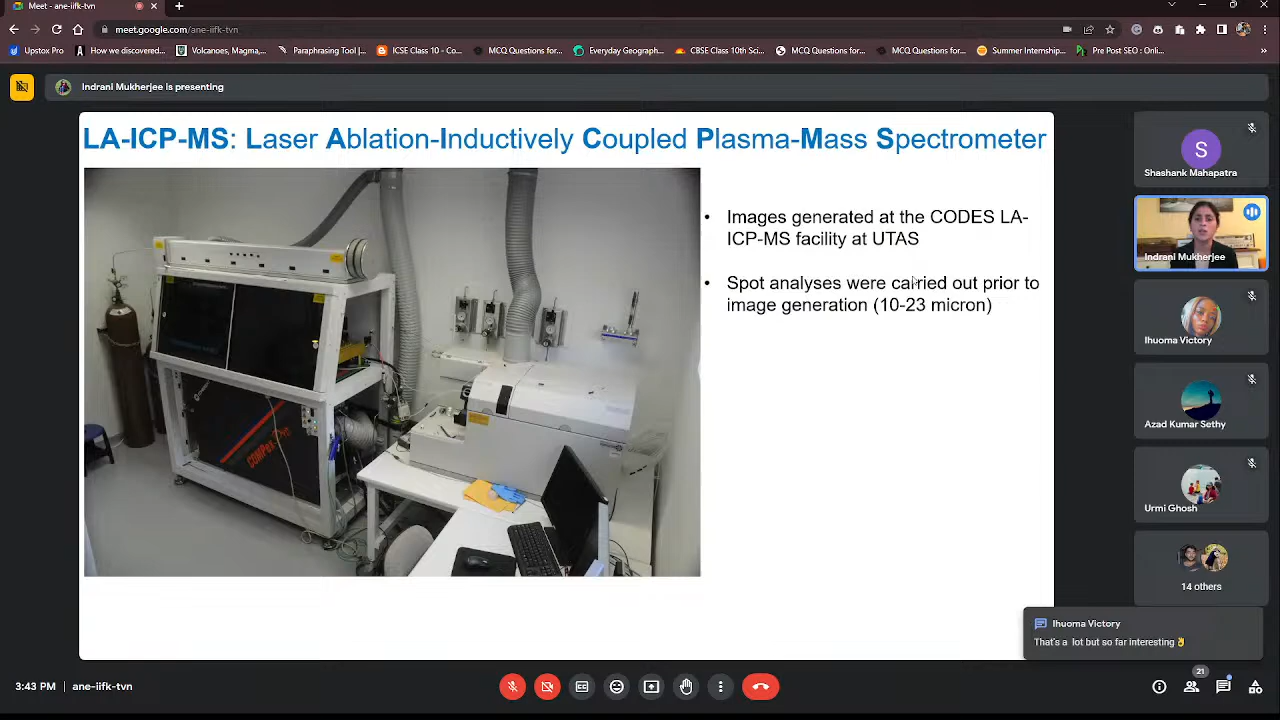 Meet - ane-iifk-tvn
meet.google.com/ane-iifk-tvn
Upstox Pro
How we discovered...
Volcanoes, Magma,...
Paraphrasing Tool |...
ICSE Class 10 - Co...
MCQ Questions for...
Everyday Geograph...
CBSE Class 10th Sci...
MCQ Questions for...
MCQ Questions for...
Summer Internship...
Pre Post SEO : Onli...
Indrani Mukherjee is presenting
LA-ICP-MS: Laser Ablation-Inductively Coupled Plasma-Mass Spectrometer
• Images generated at the CODES LA-
ICP-MS facility at UTAS
• Spot analyses were carried out prior to
image generation (10-23 micron)
COMPex Pro
S
Shashank Mahapatra
Indrani Mukherjee
Ihuoma Victory
Azad Kumar Sethy
Urmi Ghosh
14 others
Ihuoma Victory
That's a lot but so far interesting 👌
3:43 PM | ane-iifk-tvn
21